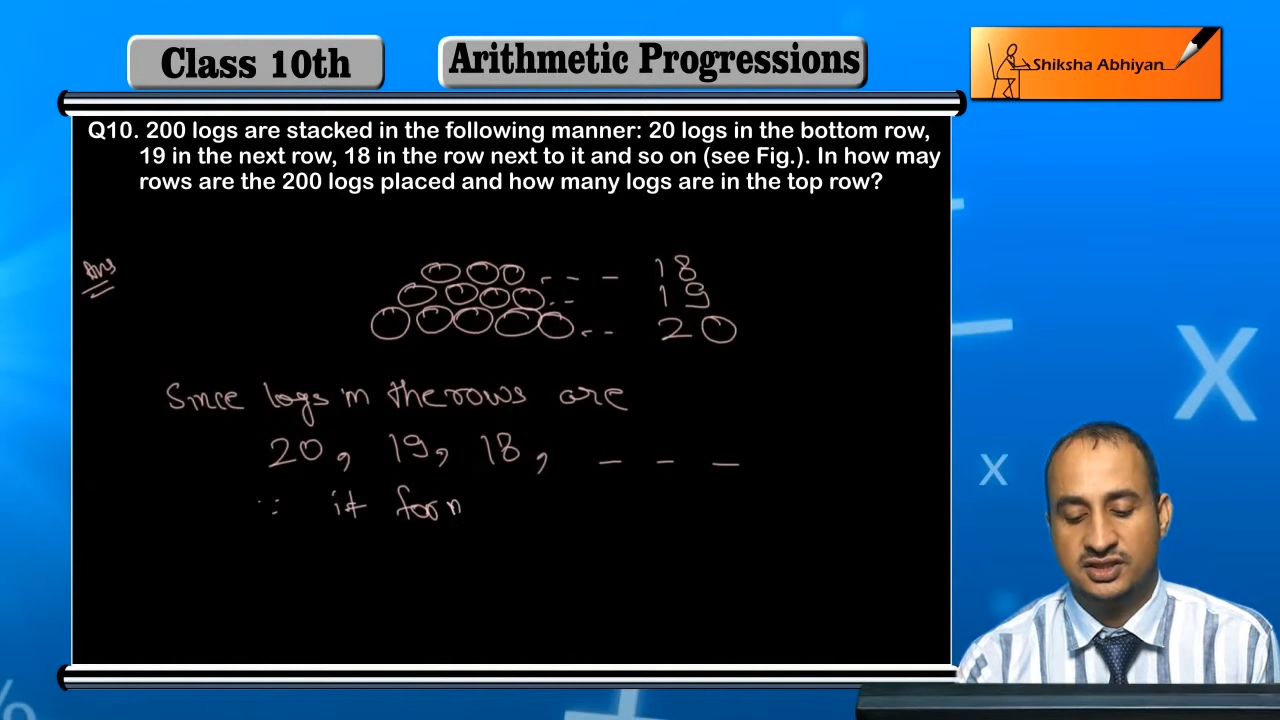 Class 10th
Arithmetic Progressions
Shiksha Abhiyan
Q10. 200 logs are stacked in the following manner: 20 logs in the bottom row,
19 in the next row, 18 in the row next to it and so on (see Fig.). In how may
rows are the 200 logs placed and how many logs are in the top row?
Ans
- - - 18
- - 19
- - 20
Since logs in the rows are
20, 19, 18, - - -
∵ it form
X
x
%